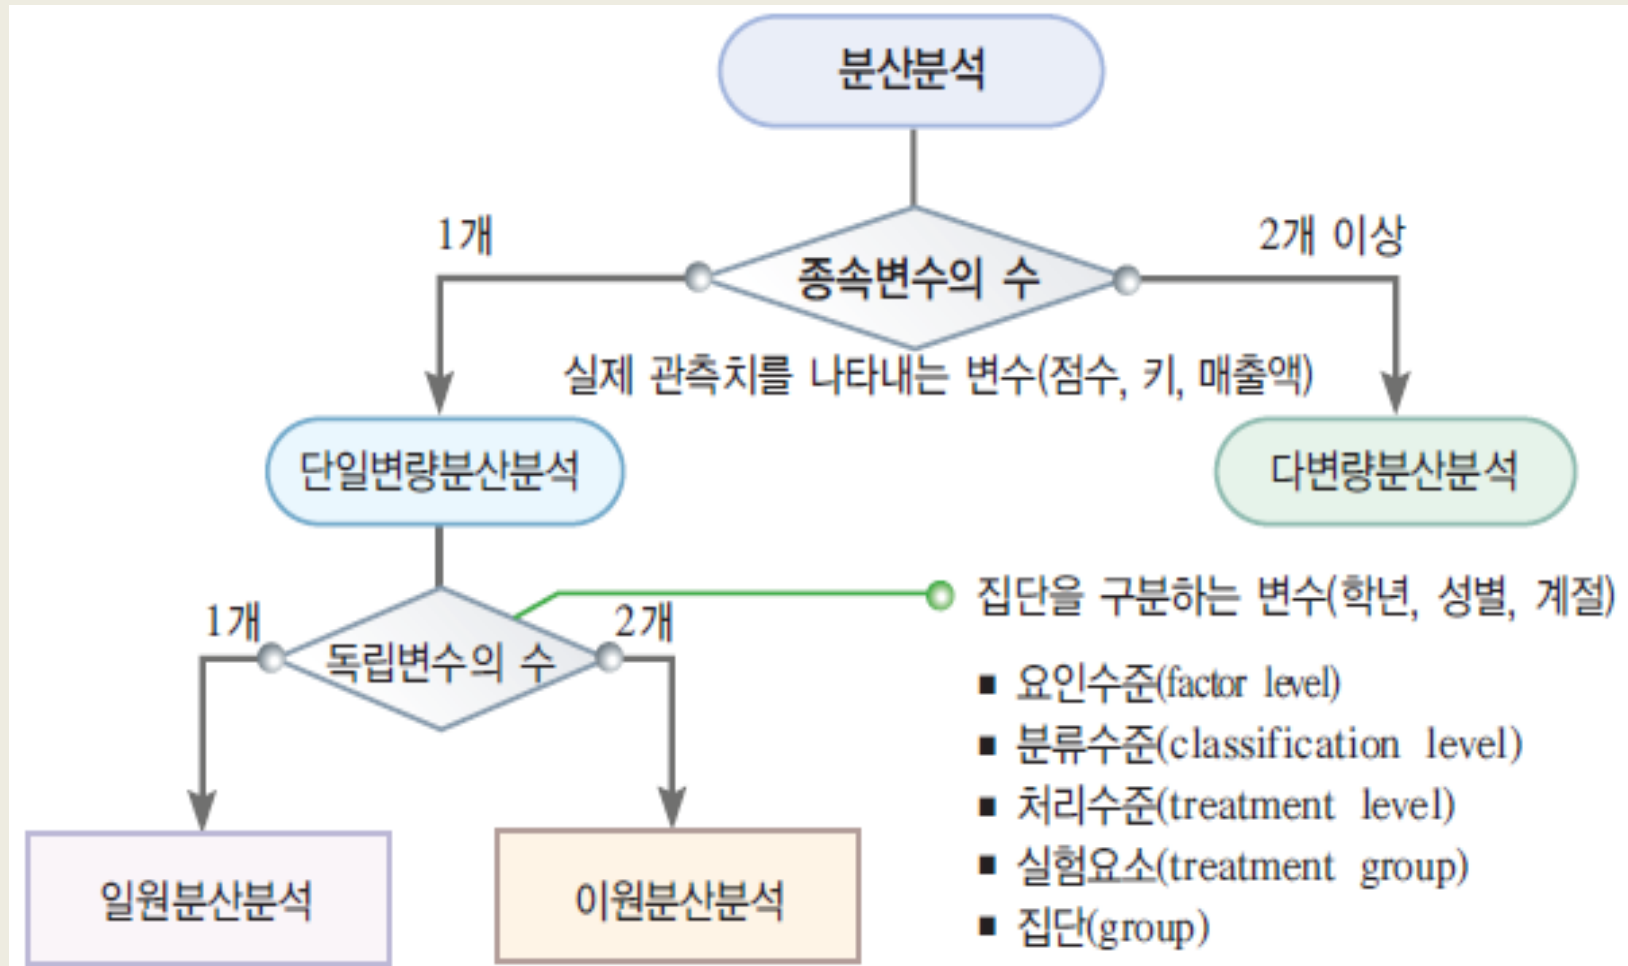 분산분석
1개
2개 이상
종속변수의 수
실제 관측치를 나타내는 변수(점수, 키, 매출액)
단일변량분산분석
다변량분산분석
집단을 구분하는 변수(학년, 성별, 계절)
1개
2개
독립변수의 수
■ 요인수준(factor level)
■ 분류수준(classification level)
■ 처리수준(treatment level)
■ 실험요소(treatment group)
■ 집단(group)
일원분산분석
이원분산분석